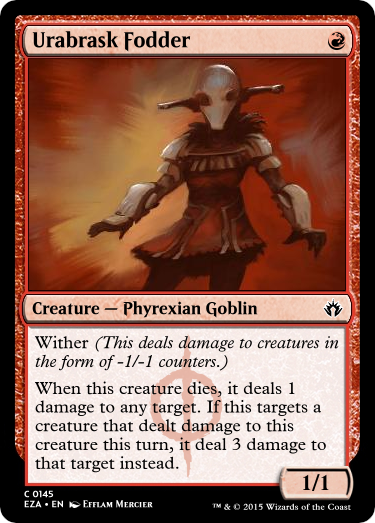 Urabrask Fodder
Creature — Phyrexian Goblin
Wither (This deals damage to creatures in
the form of -1/-1 counters.)
When this creature dies, it deals 1
damage to any target. If this targets a
creature that dealt damage to this
creature this turn, it deal 3 damage to
that target instead.
1/1
C 0145
EZA • EN Efflam Mercier
™ & © 2015 Wizards of the Coast